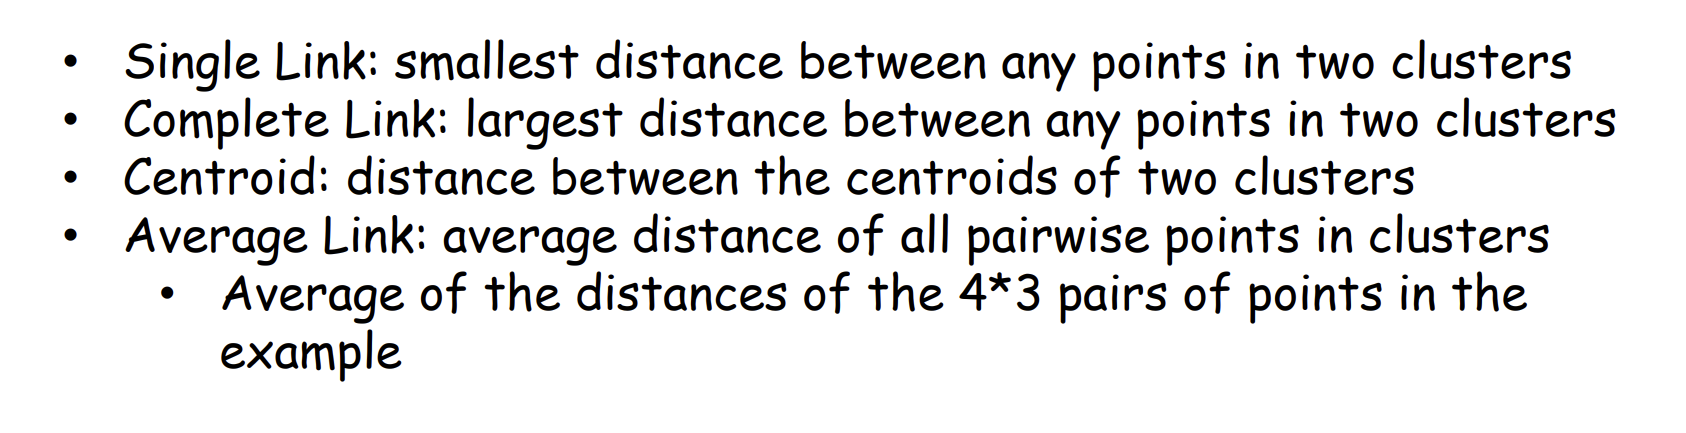 • Single Link: smallest distance between any points in two clusters
• Complete Link: largest distance between any points in two clusters
• Centroid: distance between the centroids of two clusters
• Average Link: average distance of all pairwise points in clusters
• Average of the distances of the 4*3 pairs of points in the
example